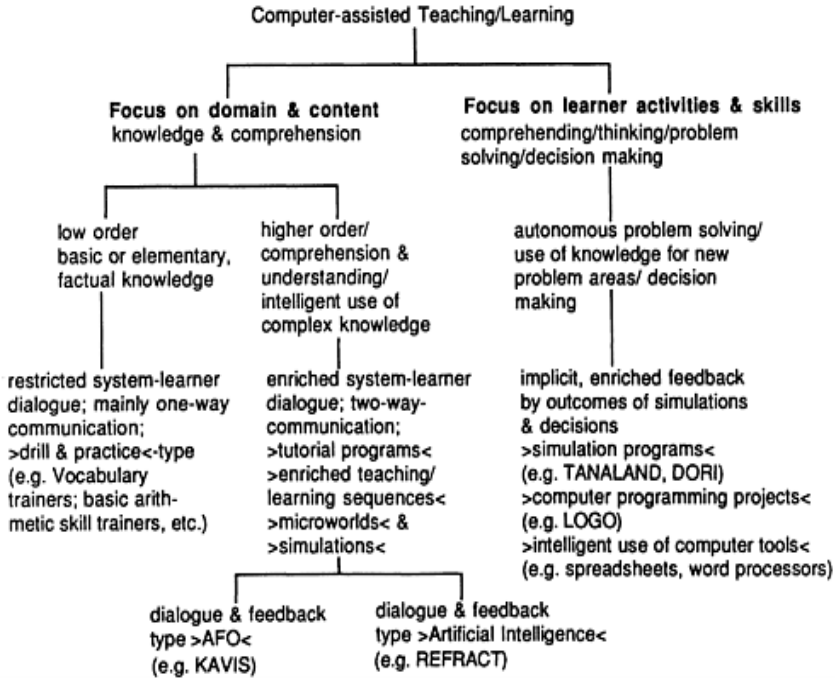 Computer-assisted Teaching/Learning
Focus on domain & content
knowledge & comprehension
Focus on learner activities & skills
comprehending/thinking/problem
solving/decision making
low order
basic or elementary,
factual knowledge
higher order/
comprehension &
understanding/
intelligent use of
complex knowledge
autonomous problem solving/
use of knowledge for new
problem areas/ decision
making
restricted system-learner
dialogue; mainly one-way
communication;
>drill & practice<-type
(e.g. Vocabulary
trainers; basic arith-
metic skill trainers, etc.)
enriched system-learner
dialogue; two-way-
communication;
>tutorial programs<
>enriched teaching/
learning sequences<
>microworlds< &
>simulations<
implicit, enriched feedback
by outcomes of simulations
& decisions
>simulation programs<
(e.g. TANALAND, DORI)
>computer programming projects<
(e.g. LOGO)
>intelligent use of computer tools<
(e.g. spreadsheets, word processors)
dialogue & feedback
type >AFO<
(e.g. KAVIS)
dialogue & feedback
type >Artificial Intelligence<
(e.g. REFRACT)